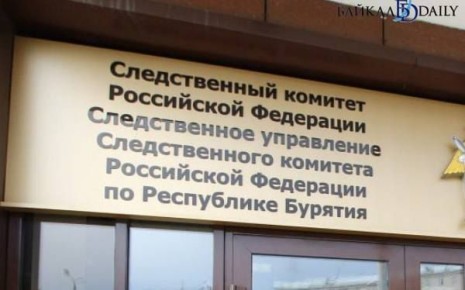 БАЙКАЛ DAILY
Следственный комитет
Российской Федерации
Следственное управление
Следственного комитета
Российской Федерации
по Республике Бурятия